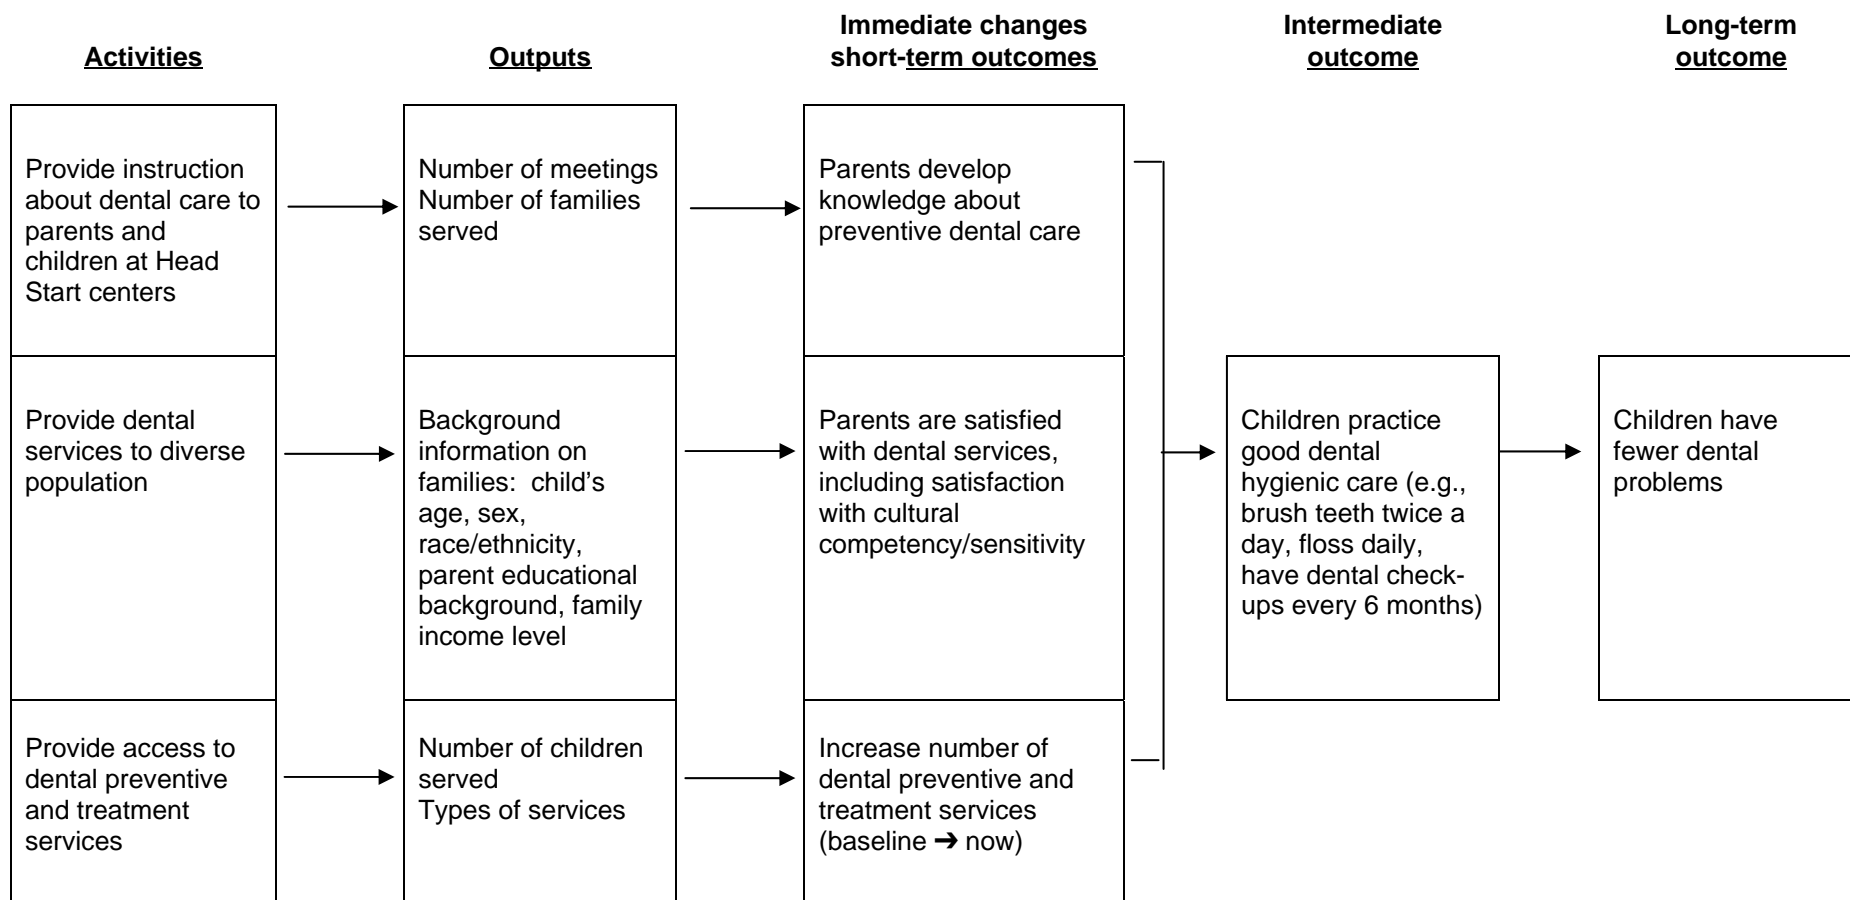 Activities
Outputs
Immediate changes
short-term outcomes
Intermediate
outcome
Long-term
outcome
Provide instruction
about dental care to
parents and
children at Head
Start centers
Number of meetings
Number of families
served
Parents develop
knowledge about
preventive dental care
Provide dental
services to diverse
population
Background
information on
families:  child’s
age, sex,
race/ethnicity,
parent educational
background, family
income level
Parents are satisfied
with dental services,
including satisfaction
with cultural
competency/sensitivity
Children practice
good dental
hygienic care (e.g.,
brush teeth twice a
day, floss daily,
have dental check-
ups every 6 months)
Children have
fewer dental
problems
Provide access to
dental preventive
and treatment
services
Number of children
served
Types of services
Increase number of
dental preventive and
treatment services
(baseline ➔ now)